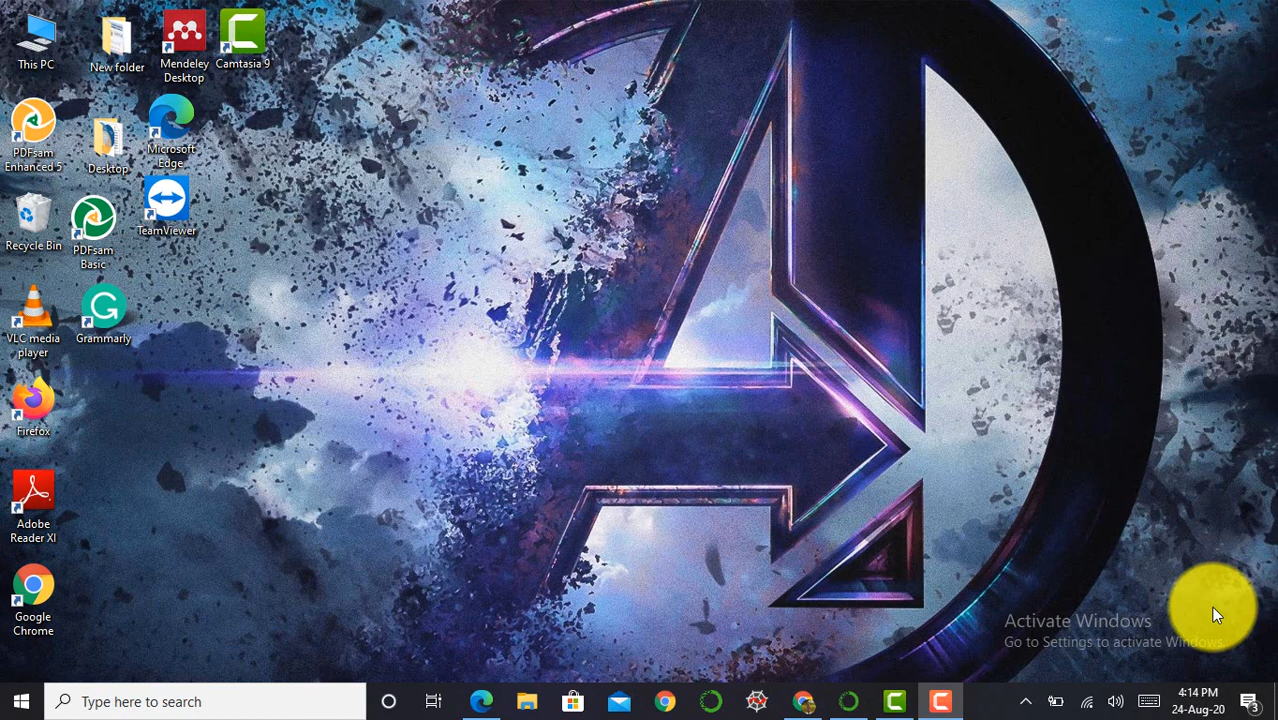 This PC
New folder
Mendeley
Desktop
Camtasia 9
PDFsam
Enhanced 5
Desktop
Microsoft
Edge
Recycle Bin
PDFsam
Basic
TeamViewer
VLC media
player
Grammarly
Firefox
Adobe
Reader XI
Google
Chrome
Activate Windows
Go to Settings to activate Windows.
Type here to search
4:14 PM
24-Aug-20
3